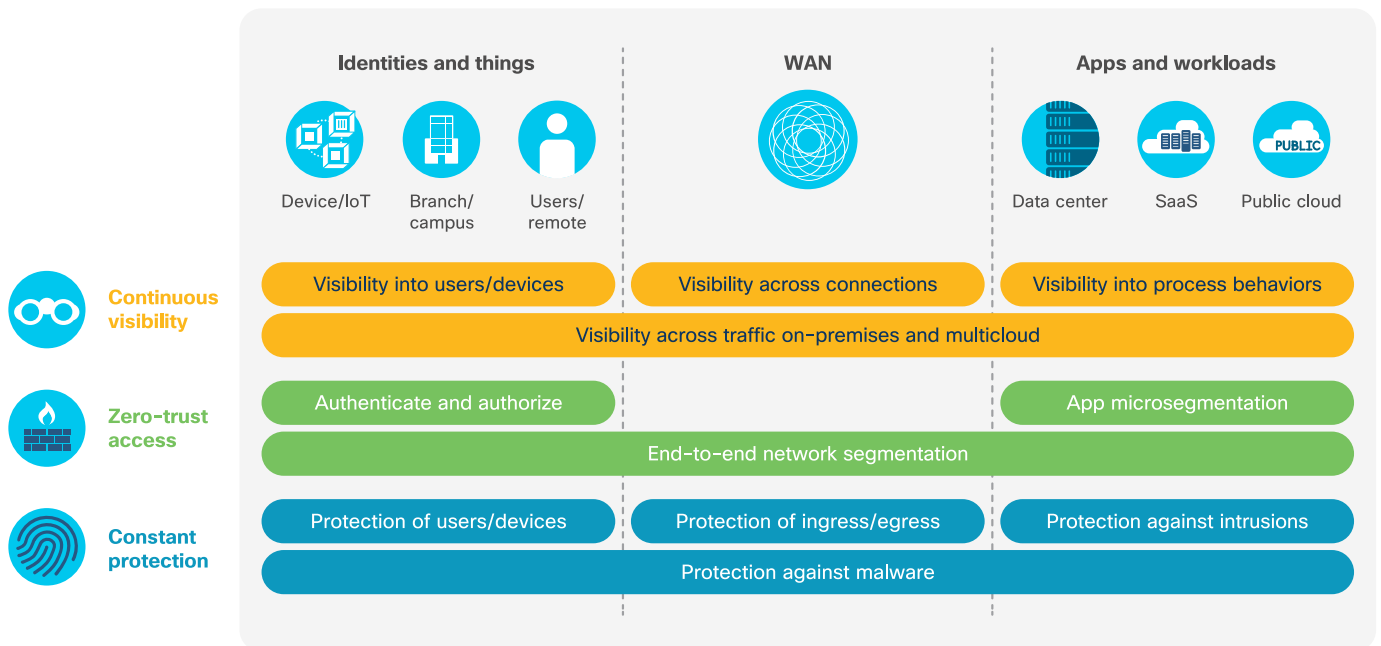 Identities and things
WAN
Apps and workloads
Device/IoT
Branch/
campus
Users/
remote
Data center
SaaS
PUBLIC
Public cloud
Continuous
visibility
Visibility into users/devices
Visibility across connections
Visibility into process behaviors
Visibility across traffic on-premises and multicloud
Zero-trust
access
Authenticate and authorize
App microsegmentation
End-to-end network segmentation
Constant
protection
Protection of users/devices
Protection of ingress/egress
Protection against intrusions
Protection against malware